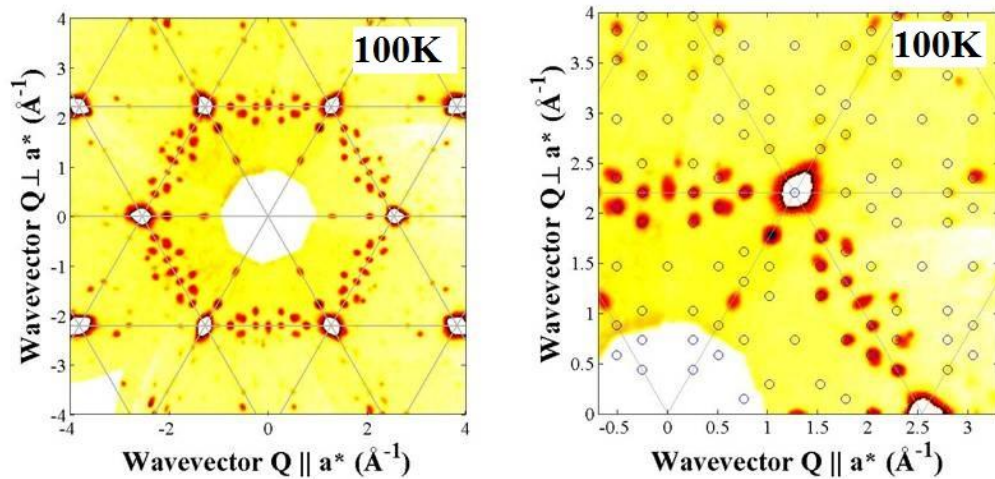 100K
Wavevector Q ⊥ a* (Å⁻¹)
4
3
2
1
0
-1
-2
-3
-4
-4 -2 0 2 4
Wavevector Q || a* (Å⁻¹)
100K
Wavevector Q ⊥ a* (Å⁻¹)
4
3.5
3
2.5
2
1.5
1
0.5
0
-0.5 0 0.5 1 1.5 2 2.5 3
Wavevector Q || a* (Å⁻¹)